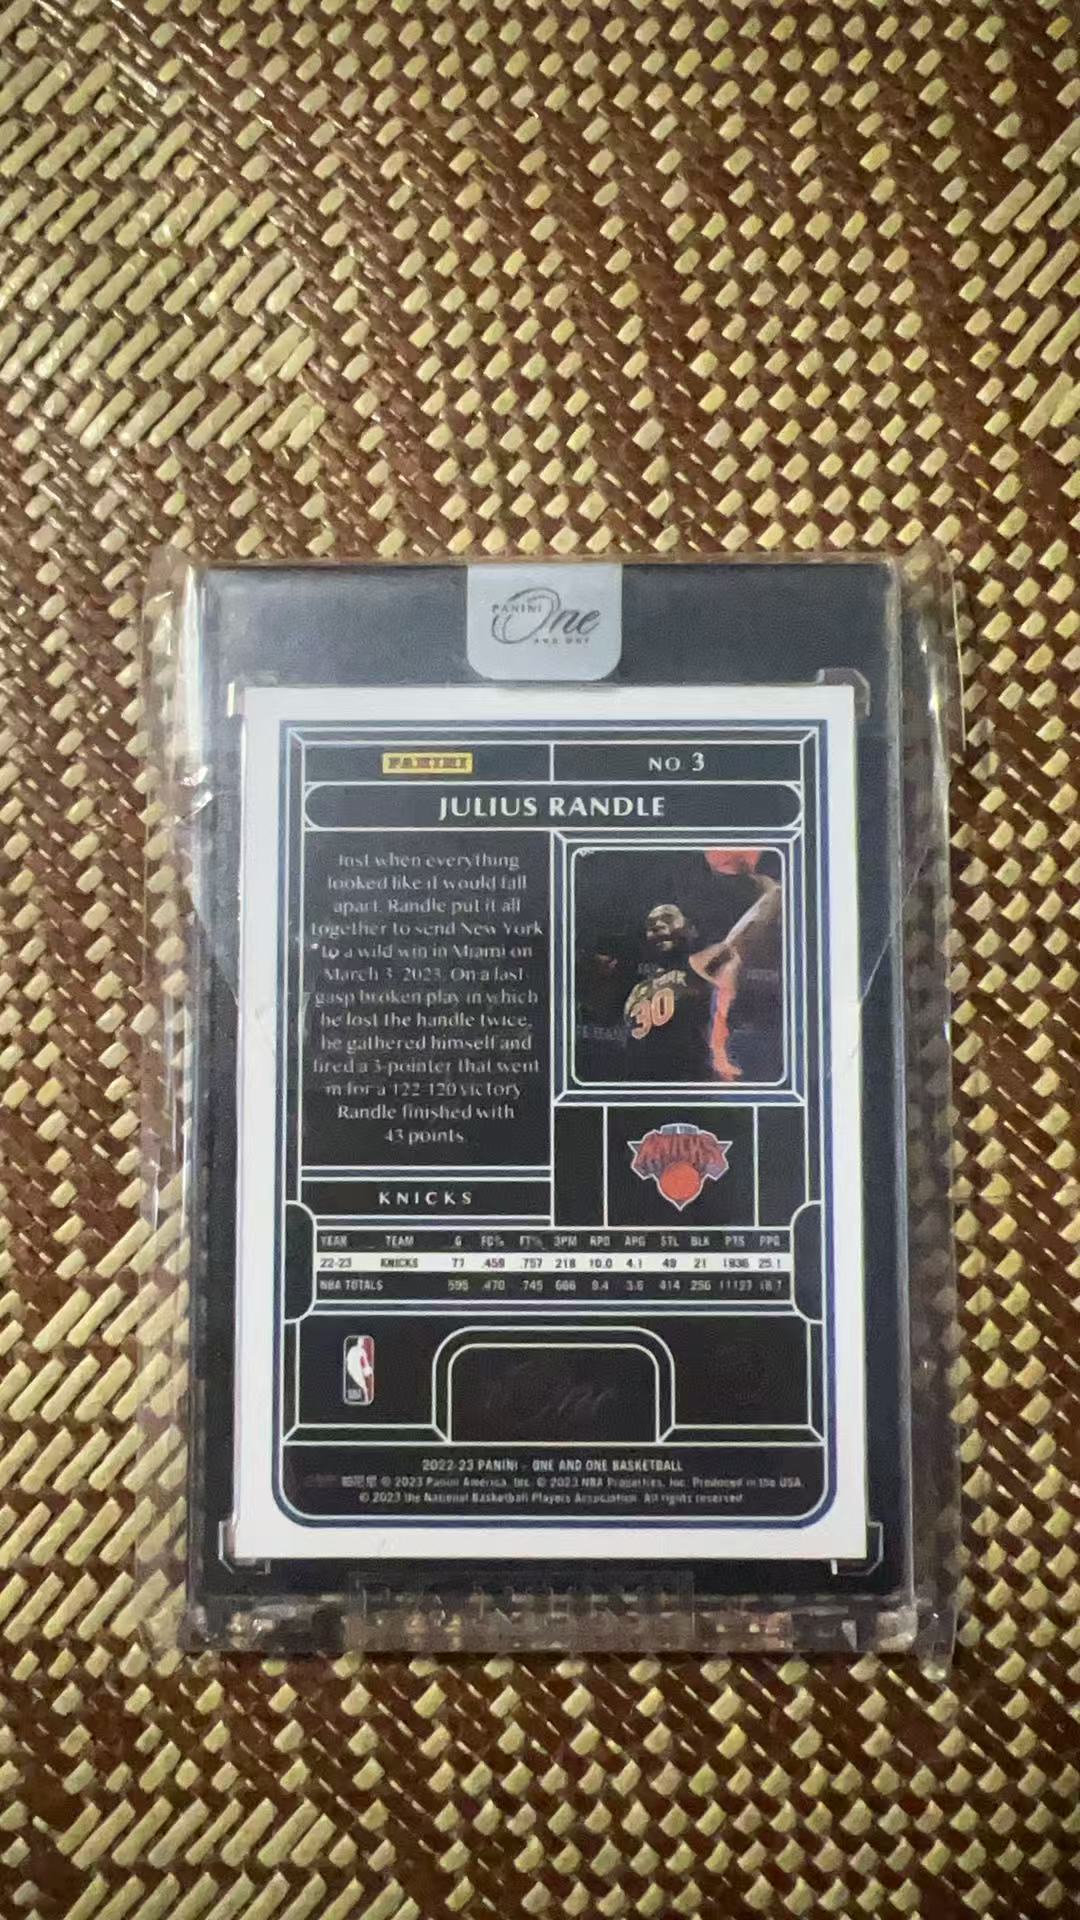 PANINI One
AND ONE
PANINI
NO. 3
JULIUS RANDLE
Just when everything
looked like it would fall
apart, Randle put it all
together to send New York
to a wild win in Miami on
March 3, 2023. On a last-
gasp broken play in which
he lost the handle twice,
he gathered himself and
fired a 3-pointer that went
in for a 122-120 victory.
Randle finished with
43 points.
30
KNICKS
KNICKS
YEAR TEAM G FG% FT% 3PM RPG APG STL BLK PTS PPG
22-23 KNICKS 77 .459 .757 218 10.0 4.1 49 21 1936 25.1
NBA TOTALS 595 .470 .745 666 9.4 3.6 414 256 11127 18.7
NBA
2022-23 PANINI - ONE AND ONE BASKETBALL
© 2023 Panini America, Inc. © 2023 NBA Properties, Inc. Produced in the USA.
© 2023 the National Basketball Players Association. All rights reserved.
PANINI